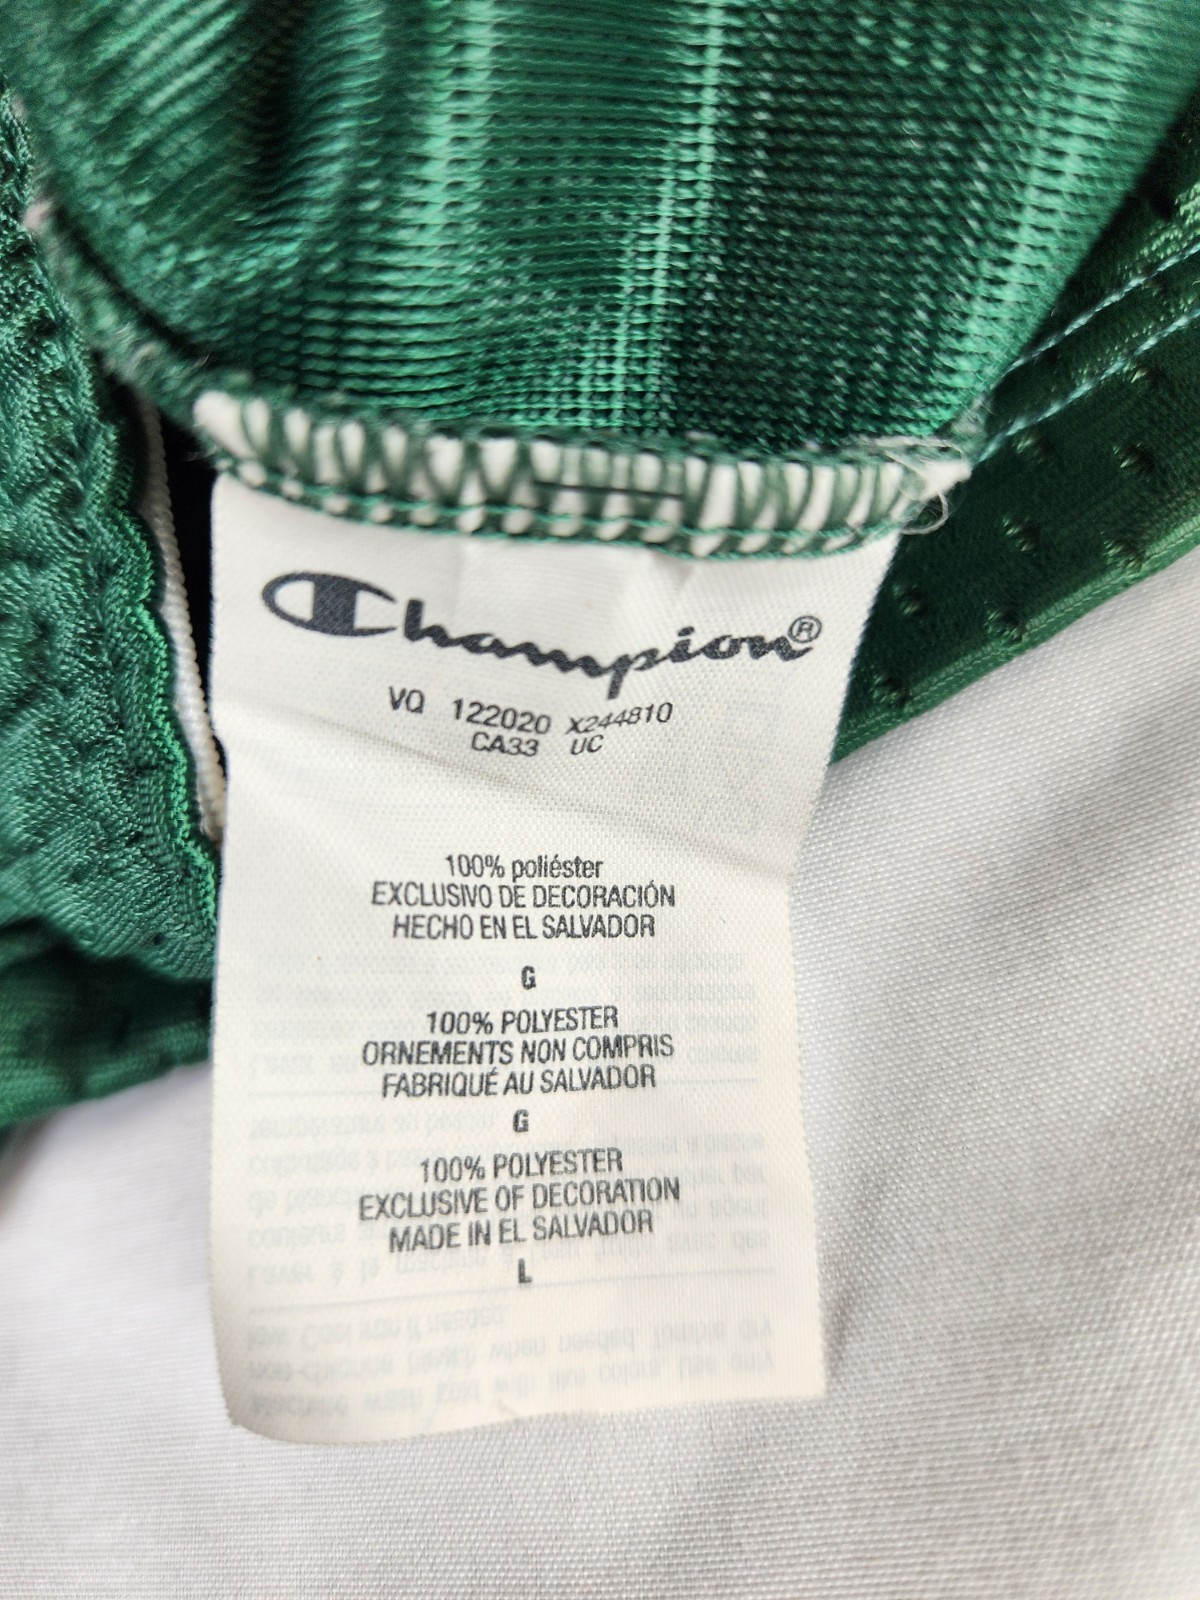 Champion®
VQ 122020 X244810
CA33 UC
100% poliéster
EXCLUSIVO DE DECORACIÓN
HECHO EN EL SALVADOR
G
100% POLYESTER
ORNEMENTS NON COMPRIS
FABRIQUÉ AU SALVADOR
G
100% POLYESTER
EXCLUSIVE OF DECORATION
MADE IN EL SALVADOR
L